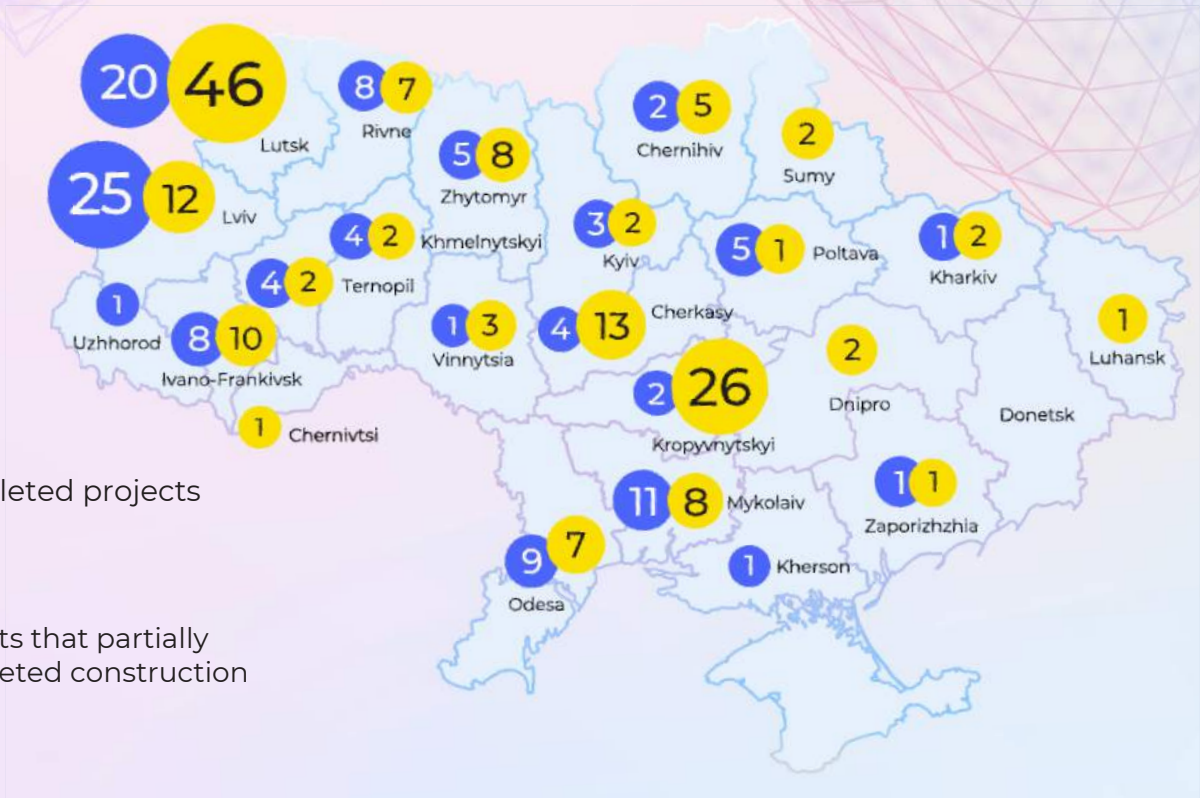 20 46
Lutsk
8 7
Rivne
2 5
Chernihiv
2
Sumy
5 8
Zhytomyr
25 12
Lviv
4 2
Khmelnytskyi
3 2
Kyiv
5 1
Poltava
1 2
Kharkiv
4 2
Ternopil
1
Uzhhorod
8 10
Ivano-Frankivsk
1 3
Vinnytsia
4 13
Cherkasy
2 26
Kropyvnytskyi
2
Dnipro
1
Luhansk
Donetsk
1
Chernivtsi
leted projects
11 8
Mykolaiv
1 1
Zaporizhzhia
9 7
Odesa
1
Kherson
ts that partially
eted construction